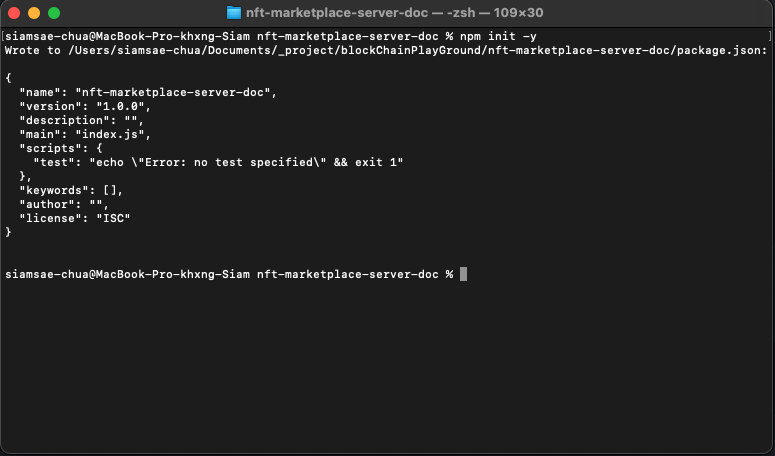 nft-marketplace-server-doc — -zsh — 109×30
[siamsae-chua@MacBook-Pro-khxng-Siam nft-marketplace-server-doc % npm init -y ]
Wrote to /Users/siamsae-chua/Documents/_project/blockChainPlayGround/nft-marketplace-server-doc/package.json:
{
  "name": "nft-marketplace-server-doc",
  "version": "1.0.0",
  "description": "",
  "main": "index.js",
  "scripts": {
    "test": "echo \"Error: no test specified\" && exit 1"
  },
  "keywords": [],
  "author": "",
  "license": "ISC"
}
siamsae-chua@MacBook-Pro-khxng-Siam nft-marketplace-server-doc %